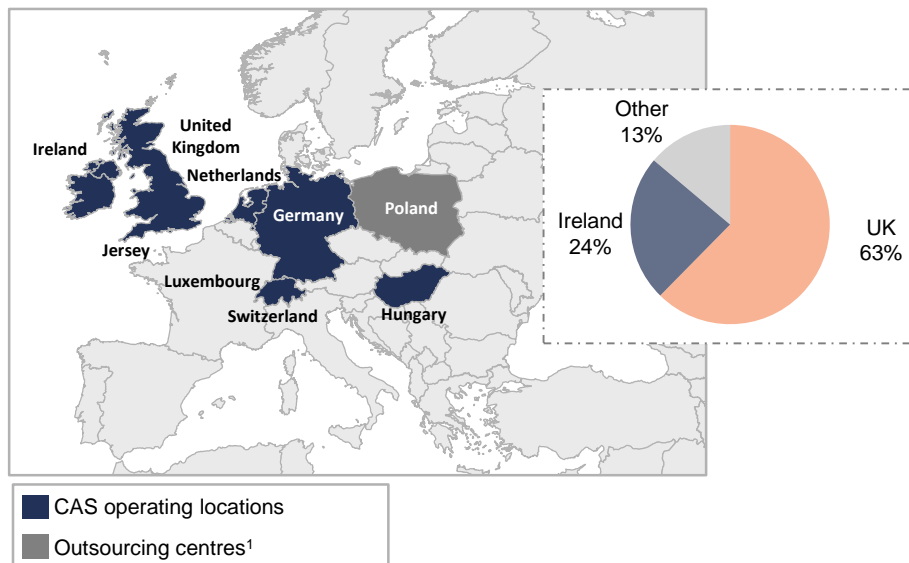 United
Kingdom
Ireland
Netherlands
Germany
Poland
Jersey
Luxembourg
Switzerland
Hungary
Other
13%
Ireland
24%
UK
63%
CAS operating locations
Outsourcing centres¹